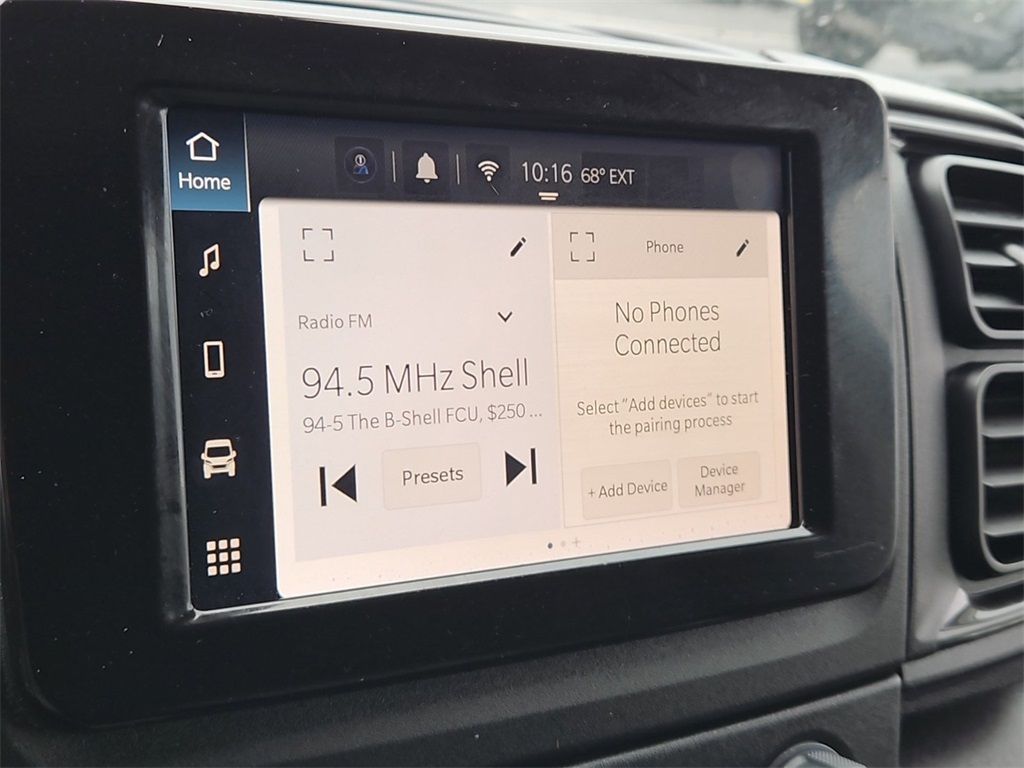 Home
10:16 68° EXT
Radio FM
94.5 MHz Shell
94-5 The B-Shell FCU, $250 ...
Presets
Phone
No Phones
Connected
Select "Add devices" to start
the pairing process
+ Add Device
Device
Manager